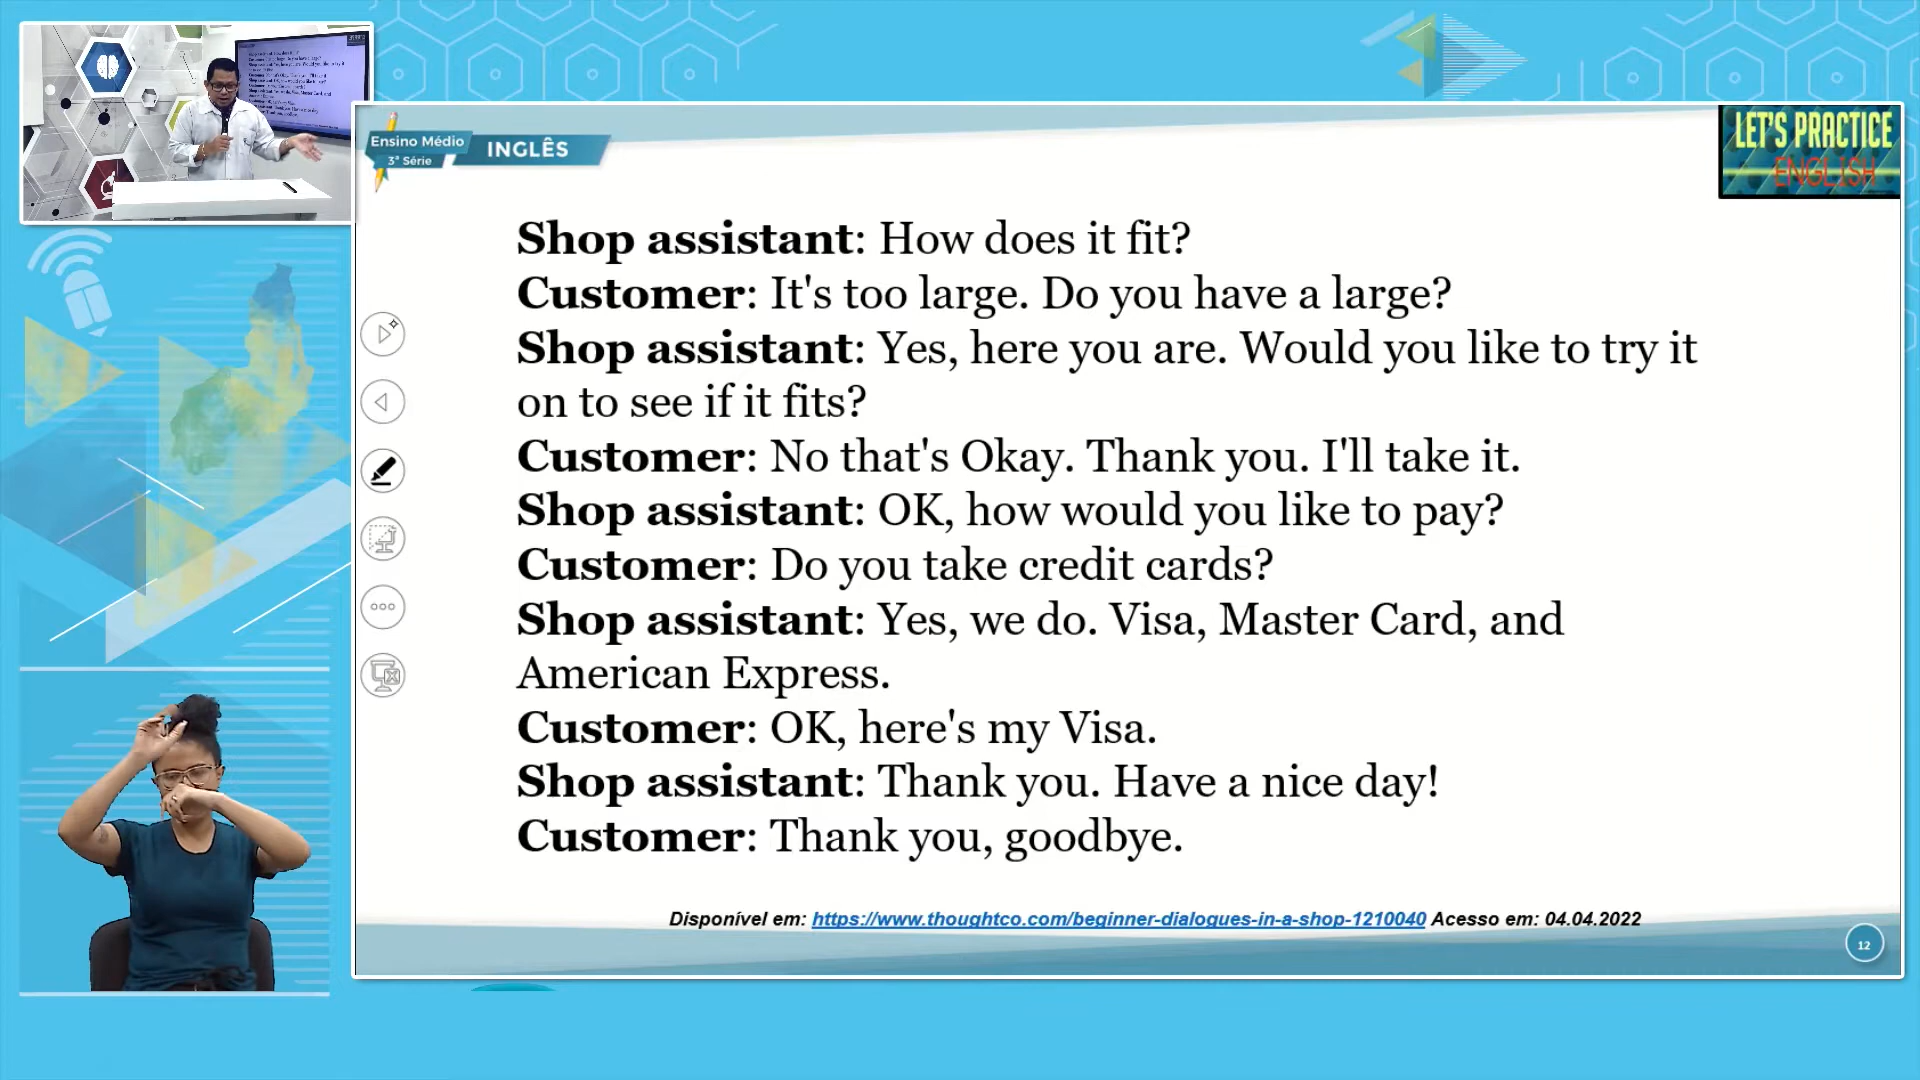 Ensino Médio
3ª Série
INGLÊS
LET'S PRACTICE
ENGLISH
Shop assistant: How does it fit?
Customer: It's too large. Do you have a large?
Shop assistant: Yes, here you are. Would you like to try it
on to see if it fits?
Customer: No that's Okay. Thank you. I'll take it.
Shop assistant: OK, how would you like to pay?
Customer: Do you take credit cards?
Shop assistant: Yes, we do. Visa, Master Card, and
American Express.
Customer: OK, here's my Visa.
Shop assistant: Thank you. Have a nice day!
Customer: Thank you, goodbye.
Disponível em: https://www.thoughtco.com/beginner-dialogues-in-a-shop-1210040 Acesso em: 04.04.2022
12